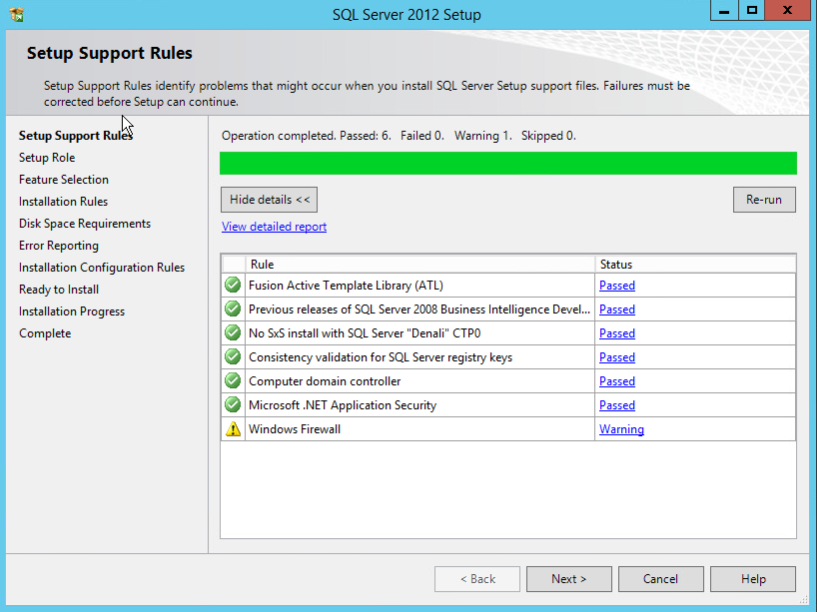 SQL Server 2012 Setup
Setup Support Rules
Setup Support Rules identify problems that might occur when you install SQL Server Setup support files. Failures must be
corrected before Setup can continue.
Setup Support Rules
Setup Role
Feature Selection
Installation Rules
Disk Space Requirements
Error Reporting
Installation Configuration Rules
Ready to Install
Installation Progress
Complete
Operation completed. Passed: 6. Failed 0. Warning 1. Skipped 0.
Hide details <<
Re-run
View detailed report
Rule Status
Fusion Active Template Library (ATL) Passed
Previous releases of SQL Server 2008 Business Intelligence Devel... Passed
No SxS install with SQL Server "Denali" CTP0 Passed
Consistency validation for SQL Server registry keys Passed
Computer domain controller Passed
Microsoft .NET Application Security Passed
Windows Firewall Warning
< Back Next > Cancel Help